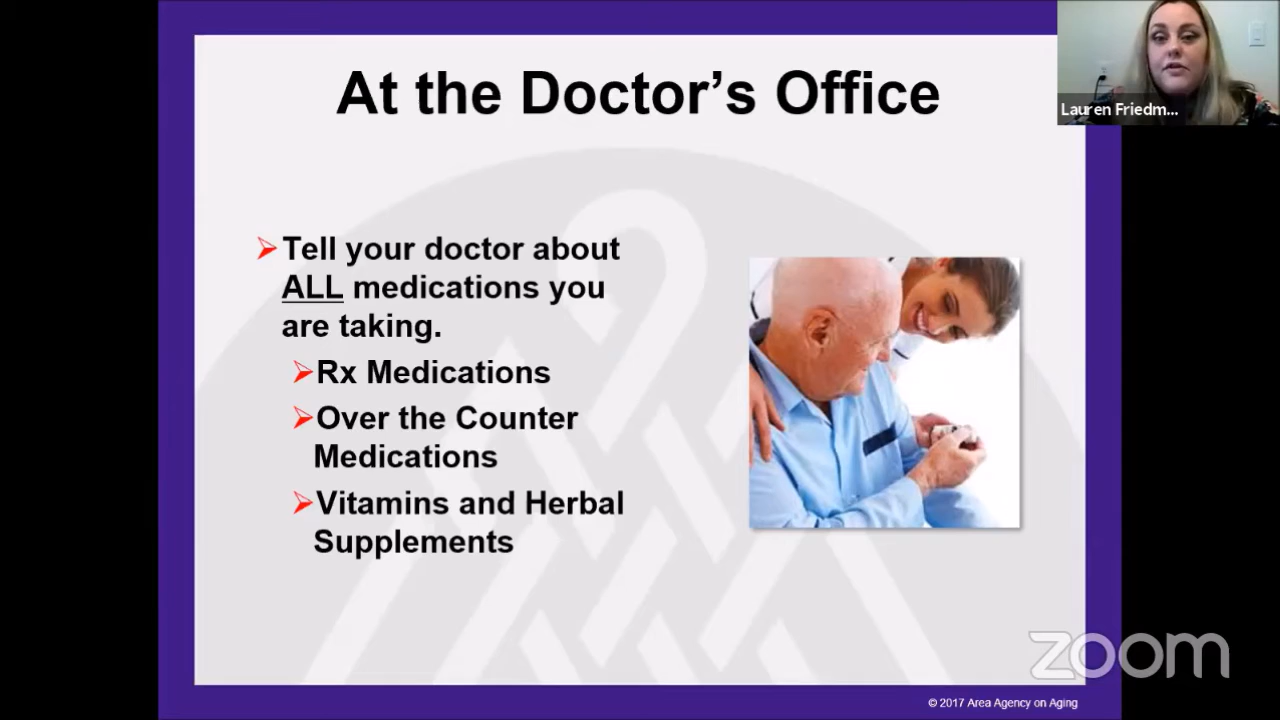 At the Doctor's Office
Lauren Friedm...
➢Tell your doctor about
ALL medications you
are taking.
➢Rx Medications
➢Over the Counter
Medications
➢Vitamins and Herbal
Supplements
zoom
© 2017 Area Agency on Aging